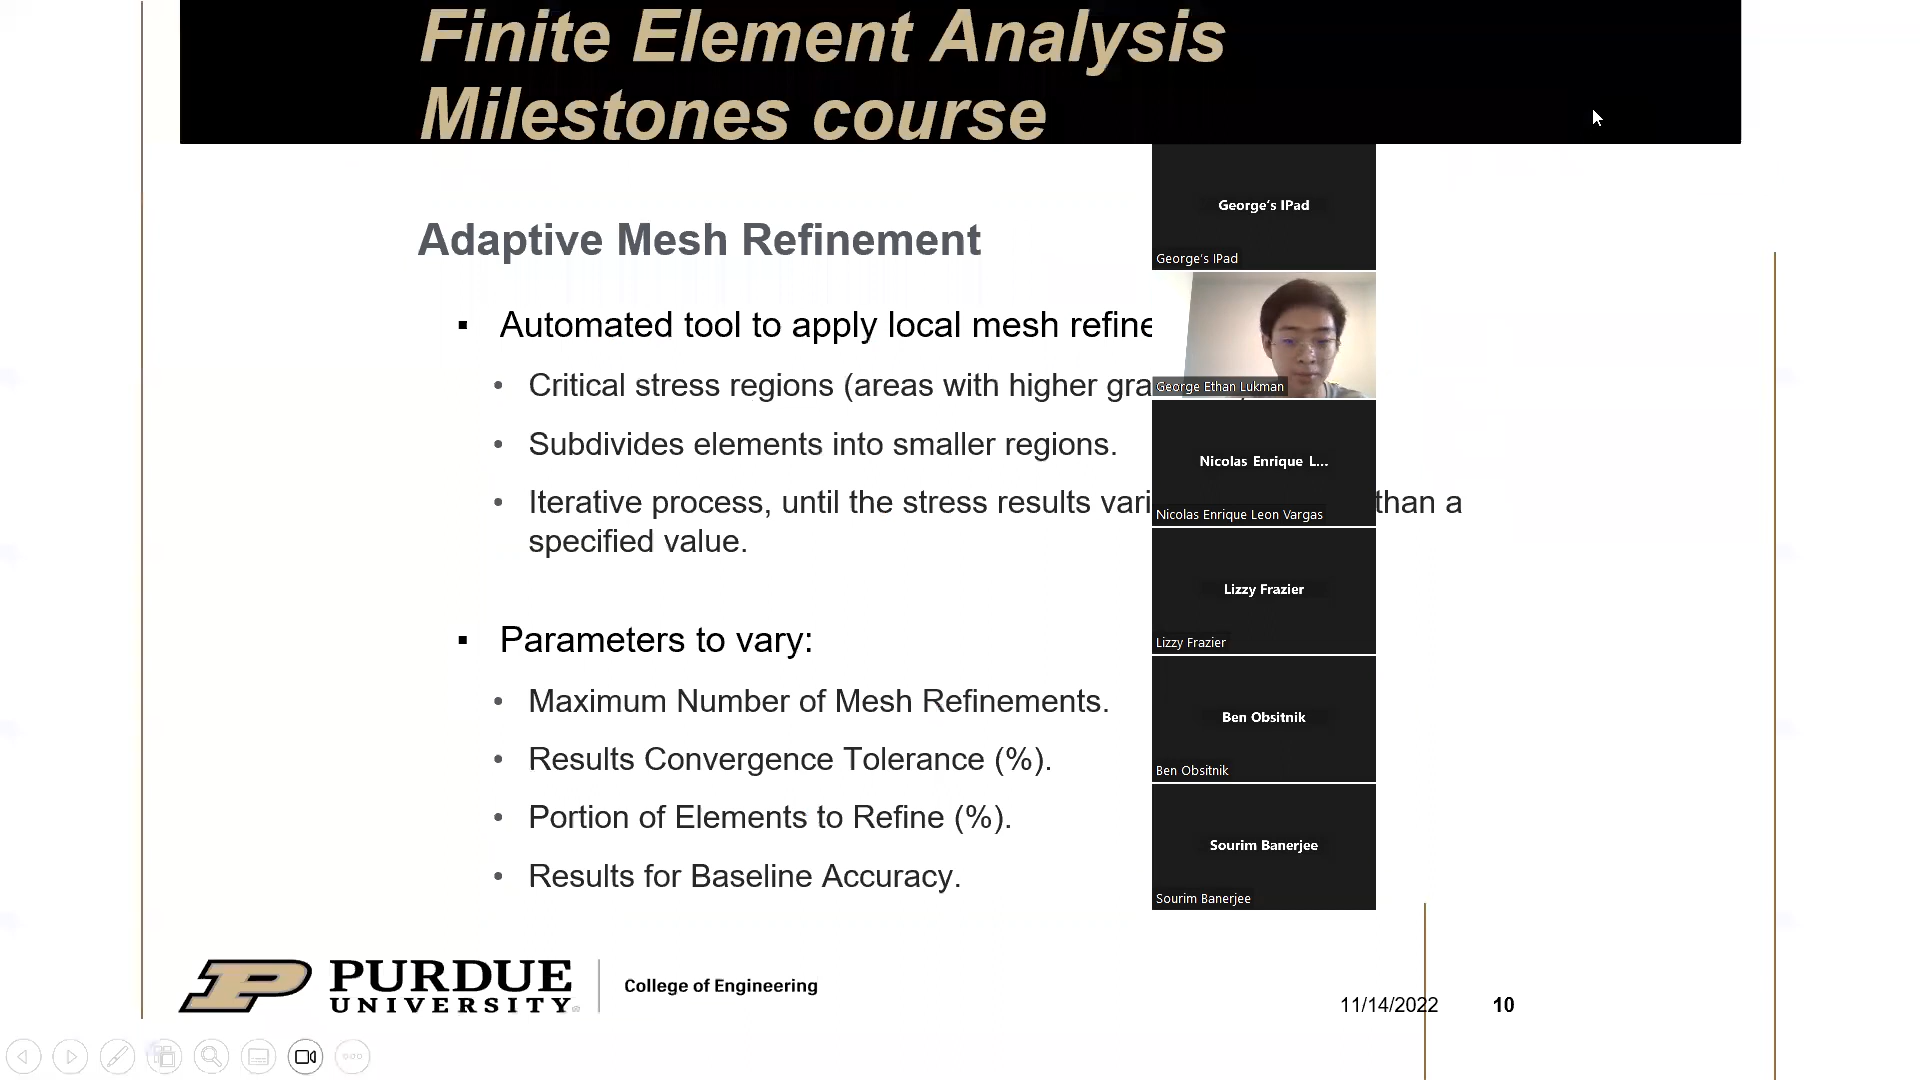 Finite Element Analysis
Milestones course
Adaptive Mesh Refinement
▪ Automated tool to apply local mesh refine
• Critical stress regions (areas with higher gra
• Subdivides elements into smaller regions.
• Iterative process, until the stress results vari than a
specified value.
▪ Parameters to vary:
• Maximum Number of Mesh Refinements.
• Results Convergence Tolerance (%).
• Portion of Elements to Refine (%).
• Results for Baseline Accuracy.
George's IPad
George's IPad
George Ethan Lukman
Nicolas Enrique L...
Nicolas Enrique Leon Vargas
Lizzy Frazier
Lizzy Frazier
Ben Obsitnik
Ben Obsitnik
Sourim Banerjee
Sourim Banerjee
PURDUE
UNIVERSITY®
College of Engineering
11/14/2022 10